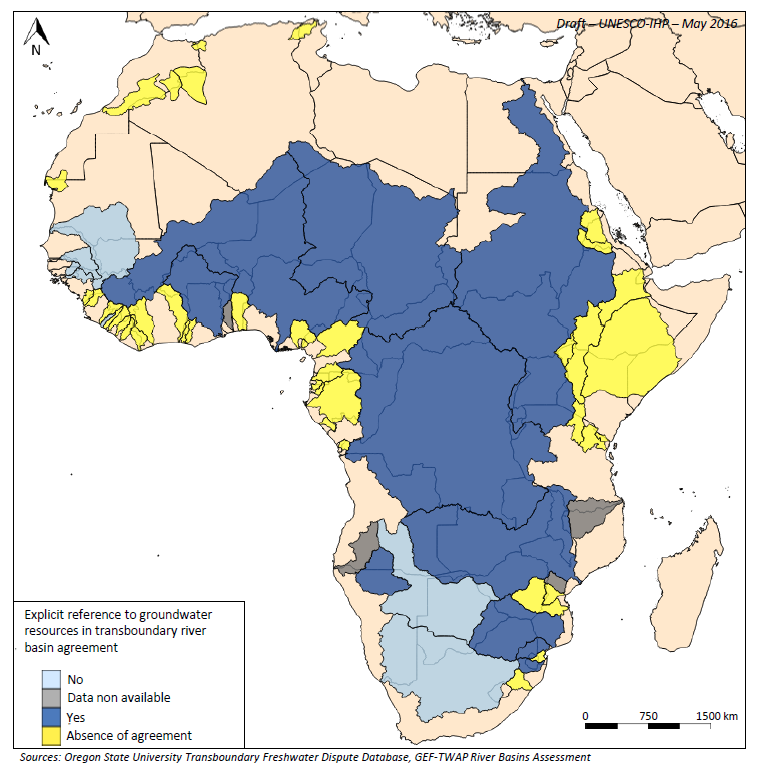 Draft – UNESCO-IHP – May 2016
N
Explicit reference to groundwater
resources in transboundary river
basin agreement
No
Data non available
Yes
Absence of agreement
0 750 1500 km
Sources: Oregon State University Transboundary Freshwater Dispute Database, GEF-TWAP River Basins Assessment